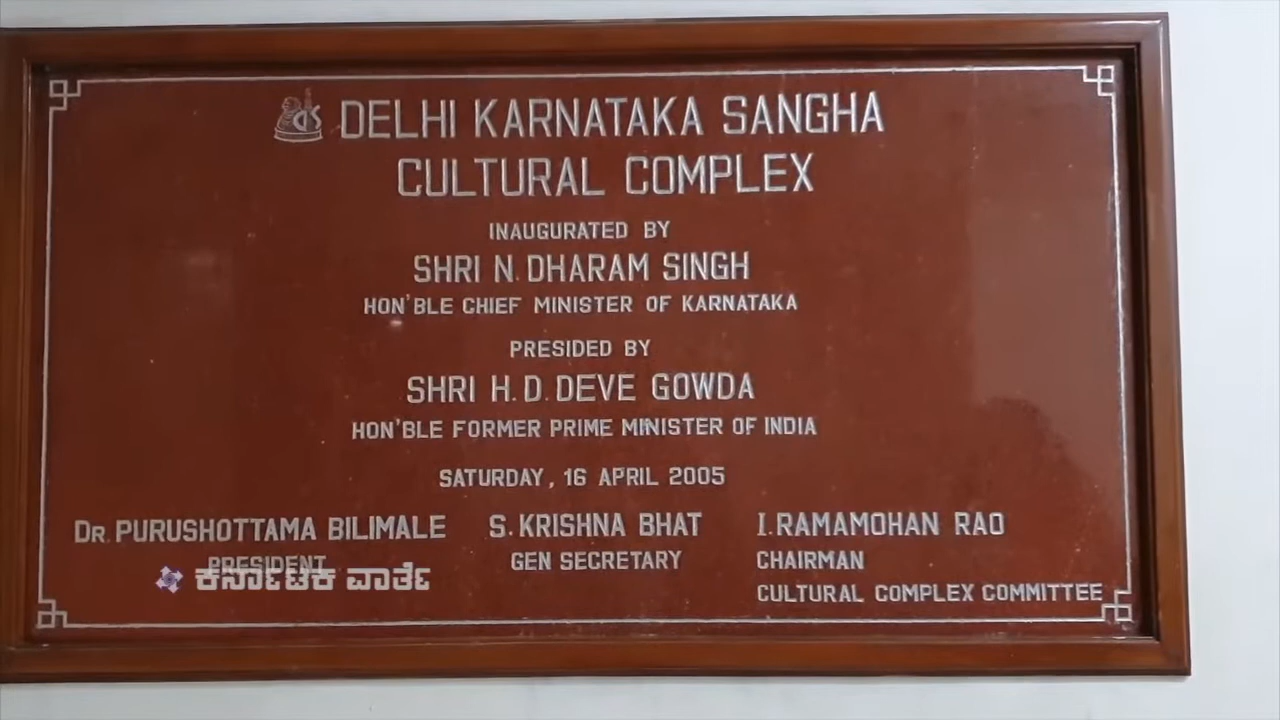 DKS DELHI KARNATAKA SANGHA
CULTURAL COMPLEX
INAUGURATED BY
SHRI N. DHARAM SINGH
HON'BLE CHIEF MINISTER OF KARNATAKA
PRESIDED BY
SHRI H. D. DEVE GOWDA
HON'BLE FORMER PRIME MINISTER OF INDIA
SATURDAY, 16 APRIL 2005
DR. PURUSHOTTAMA BILIMALE
PRESIDENT
S. KRISHNA BHAT
GEN SECRETARY
I. RAMAMOHAN RAO
CHAIRMAN
CULTURAL COMPLEX COMMITTEE
ಕರ್ನಾಟಕ ವಾರ್ತೆ